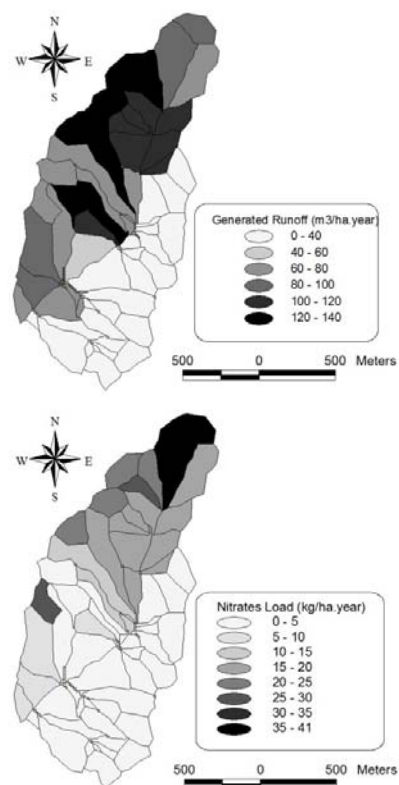 N
W E
S
Generated Runoff (m3/ha.year)
0 - 40
40 - 60
60 - 80
80 - 100
100 - 120
120 - 140
500 0 500 Meters
N
W E
S
Nitrates Load (kg/ha.year)
0 - 5
5 - 10
10 - 15
15 - 20
20 - 25
25 - 30
30 - 35
35 - 41
500 0 500 Meters